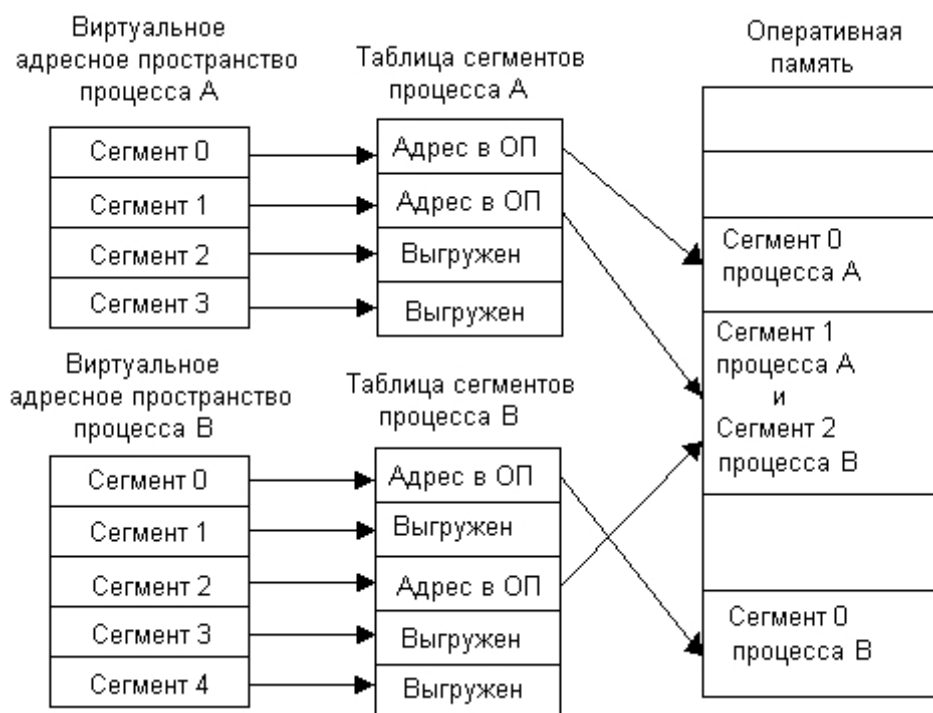 Виртуальное
адресное пространство
процесса А
Таблица сегментов
процесса А
Оперативная
память
Сегмент 0
Сегмент 1
Сегмент 2
Сегмент 3
Адрес в ОП
Адрес в ОП
Выгружен
Выгружен
Сегмент 0
процесса А
Сегмент 1
процесса А
и
Сегмент 2
процесса В
Сегмент 0
процесса В
Виртуальное
адресное пространство
процесса В
Таблица сегментов
процесса В
Сегмент 0
Сегмент 1
Сегмент 2
Сегмент 3
Сегмент 4
Адрес в ОП
Выгружен
Адрес в ОП
Выгружен
Выгружен